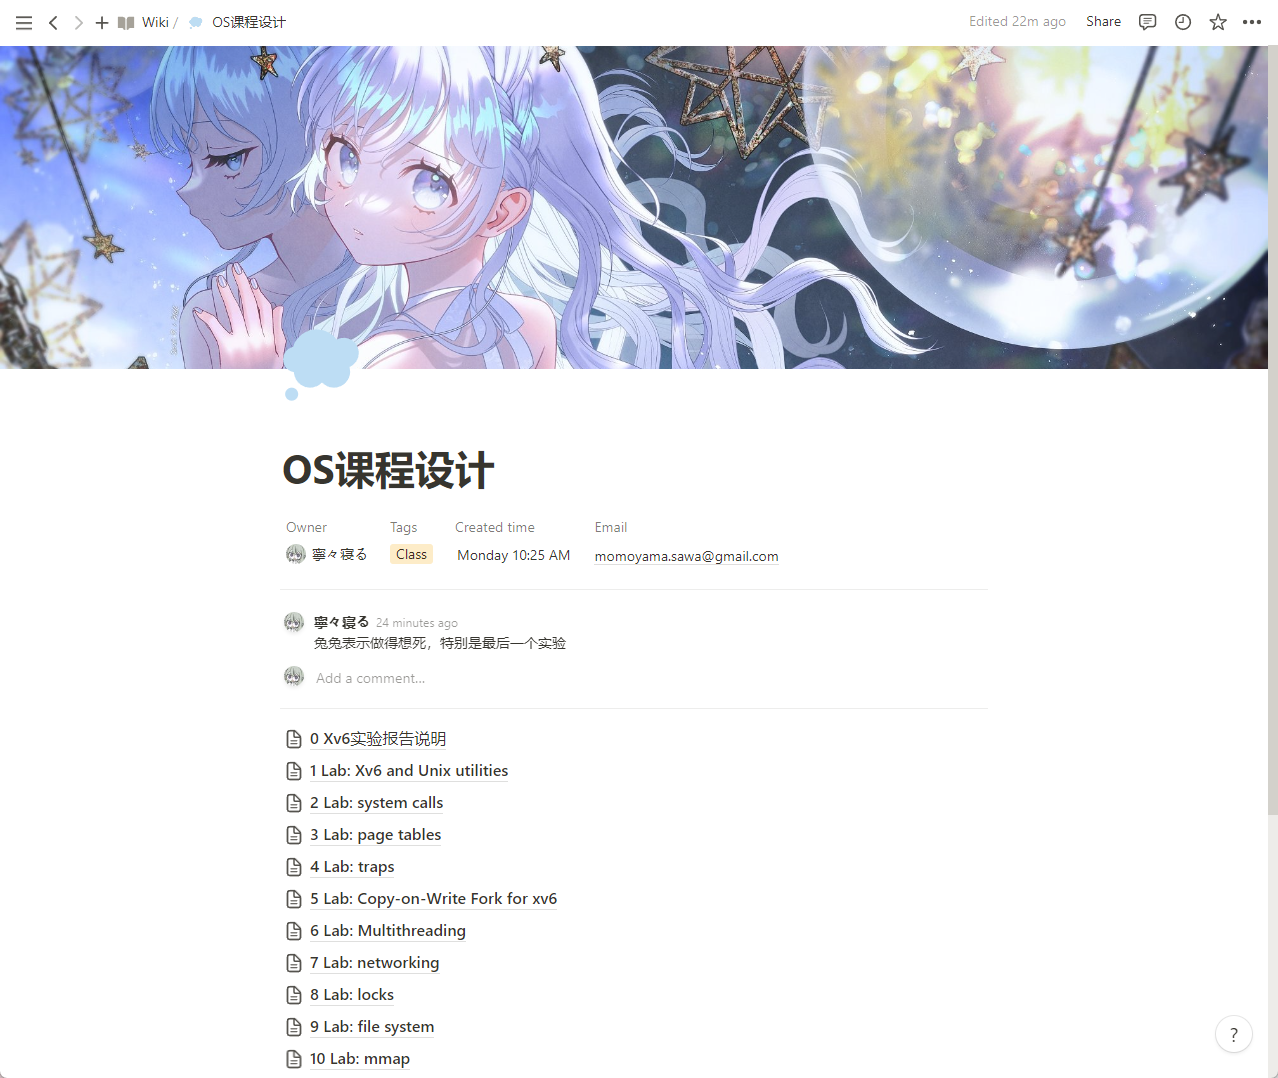 Wiki / OS课程设计 Edited 22m ago Share
OS课程设计
Owner Tags Created time Email
寧々寝る Class Monday 10:25 AM momoyama.sawa@gmail.com
寧々寝る 24 minutes ago
兔兔表示做得想死，特别是最后一个实验
Add a comment...
0 Xv6实验报告说明
1 Lab: Xv6 and Unix utilities
2 Lab: system calls
3 Lab: page tables
4 Lab: traps
5 Lab: Copy-on-Write Fork for xv6
6 Lab: Multithreading
7 Lab: networking
8 Lab: locks
9 Lab: file system
?
10 Lab: mmap